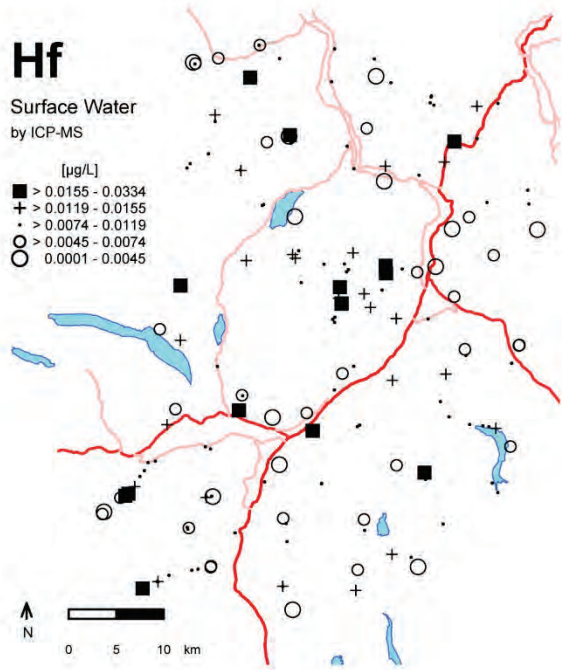 Hf
Surface Water
by ICP-MS
[µg/L]
> 0.0155 - 0.0334
> 0.0119 - 0.0155
> 0.0074 - 0.0119
> 0.0045 - 0.0074
0.0001 - 0.0045
N
0 5 10 km